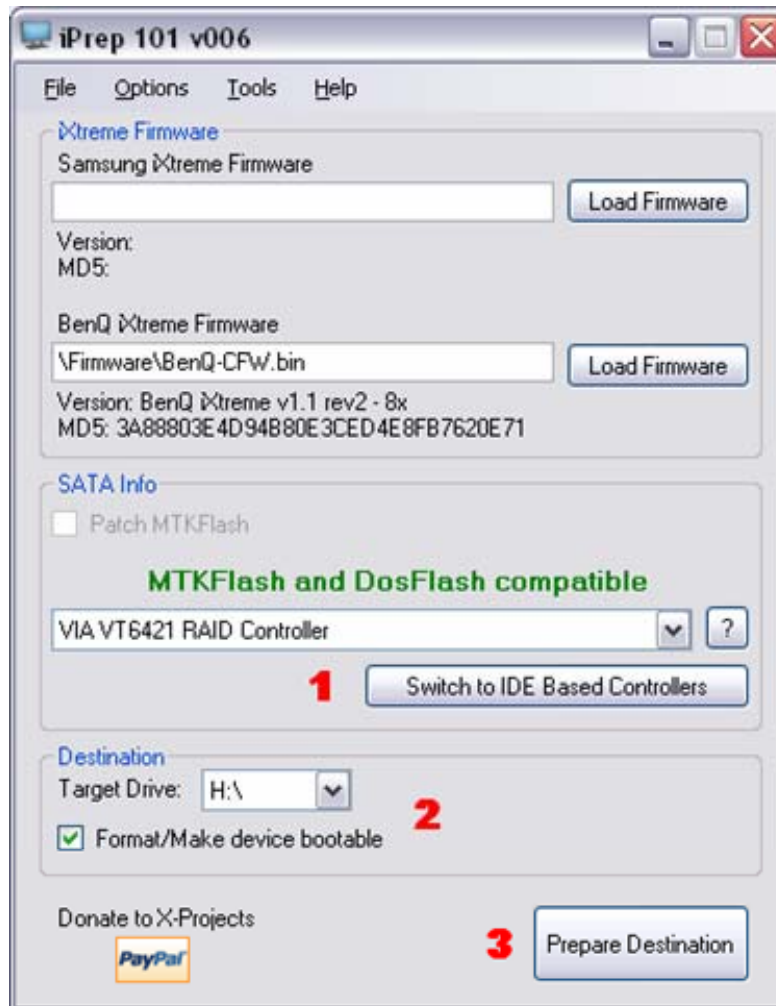 iPrep 101 v006
File Options Tools Help
iXtreme Firmware
Samsung iXtreme Firmware
Load Firmware
Version:
MD5:
BenQ iXtreme Firmware
\Firmware\BenQ-CFW.bin
Load Firmware
Version: BenQ iXtreme v1.1 rev2 - 8x
MD5: 3A88803E4D94B80E3CED4E8FB7620E71
SATA Info
Patch MTKFlash
MTKFlash and DosFlash compatible
VIA VT6421 RAID Controller
?
1
Switch to IDE Based Controllers
Destination
Target Drive: H:\
2
Format/Make device bootable
Donate to X-Projects
PayPal
3
Prepare Destination